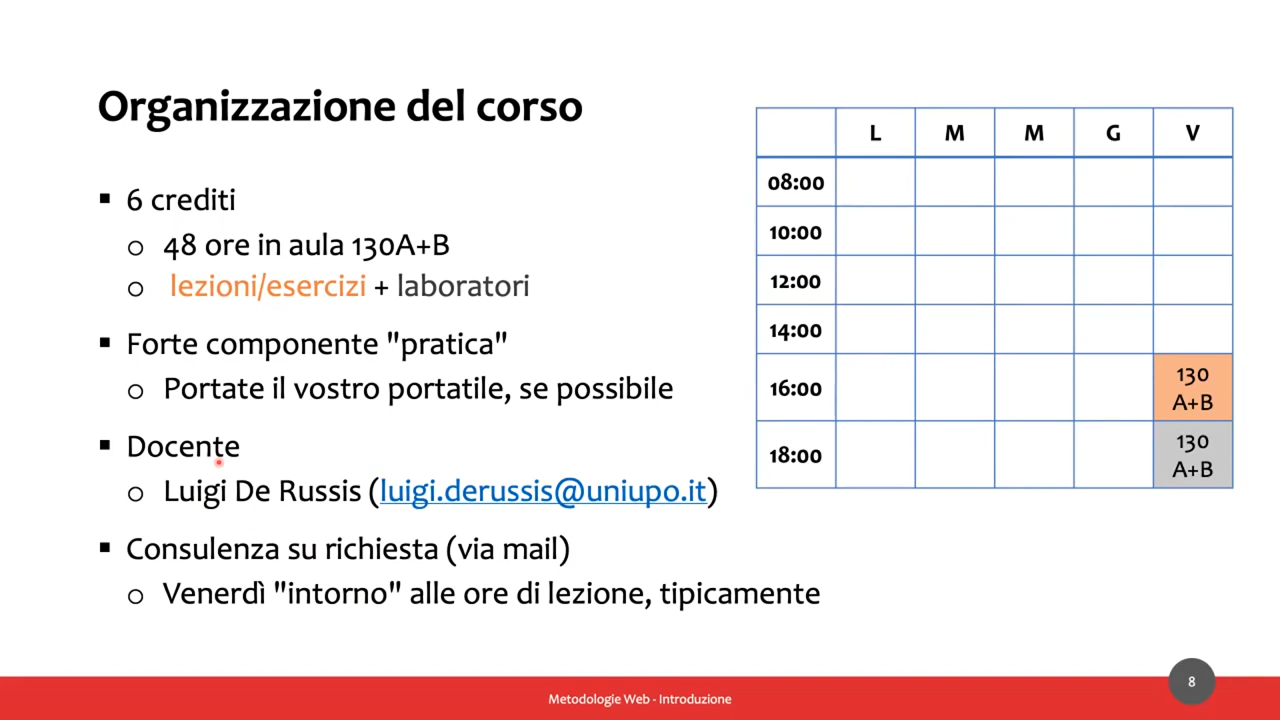 Organizzazione del corso
6 crediti
48 ore in aula 130A+B
lezioni/esercizi + laboratori
Forte componente "pratica"
Portate il vostro portatile, se possibile
Docente
Luigi De Russis (luigi.derussis@uniupo.it)
Consulenza su richiesta (via mail)
Venerdì "intorno" alle ore di lezione, tipicamente
L M M G V
08:00
10:00
12:00
14:00
16:00 130 A+B
18:00 130 A+B
Metodologie Web - Introduzione
8